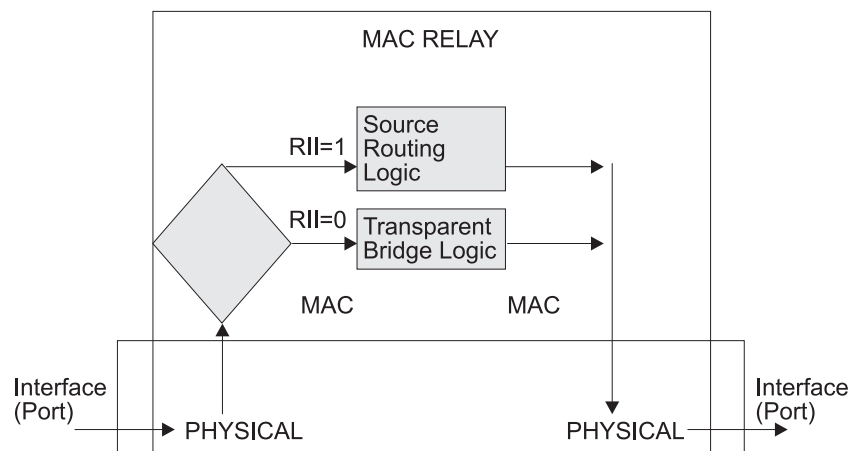 MAC RELAY
RII=1
Source
Routing
Logic
RII=0
Transparent
Bridge Logic
MAC
MAC
Interface
(Port)
PHYSICAL
PHYSICAL
Interface
(Port)